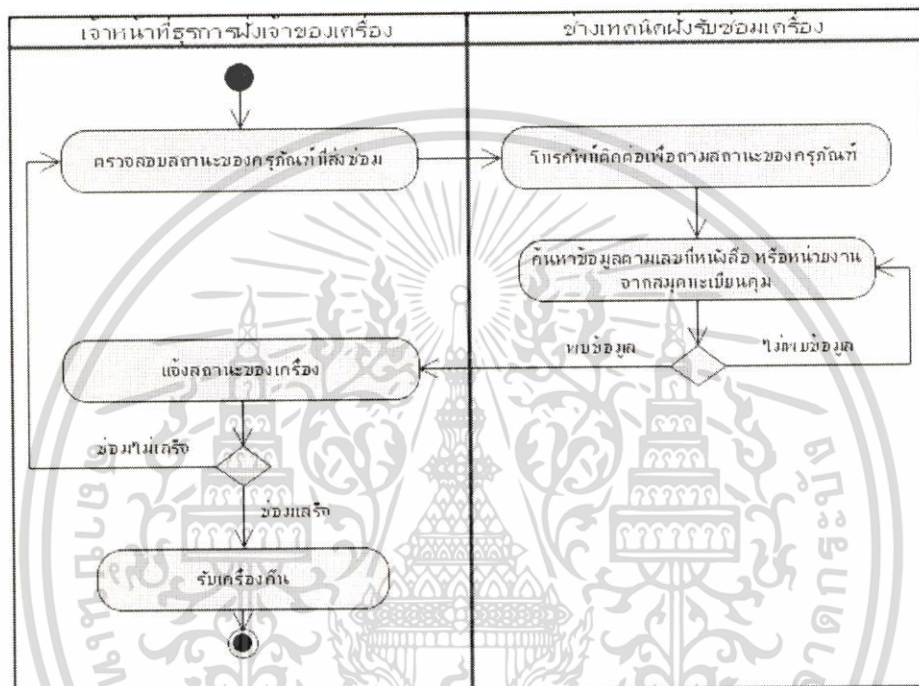 เจ้าหน้าที่ธุรการฝั่งเจ้าของเครื่อง
ช่างเทคนิคฝั่งรับซ่อมเครื่อง
ตรวจสอบสถานะของครุภัณฑ์ที่ส่งซ่อม
โทรศัพท์ติดต่อเพื่อถามสถานะของครุภัณฑ์
ค้นหาข้อมูลตามเลขที่หนังสือ หรือหน่วยงาน
จากสมุดทะเบียนคุม
พบข้อมูล
ไม่พบข้อมูล
แจ้งสถานะของเครื่อง
ซ่อมไม่เสร็จ
ซ่อมเสร็จ
รับเครื่องคืน